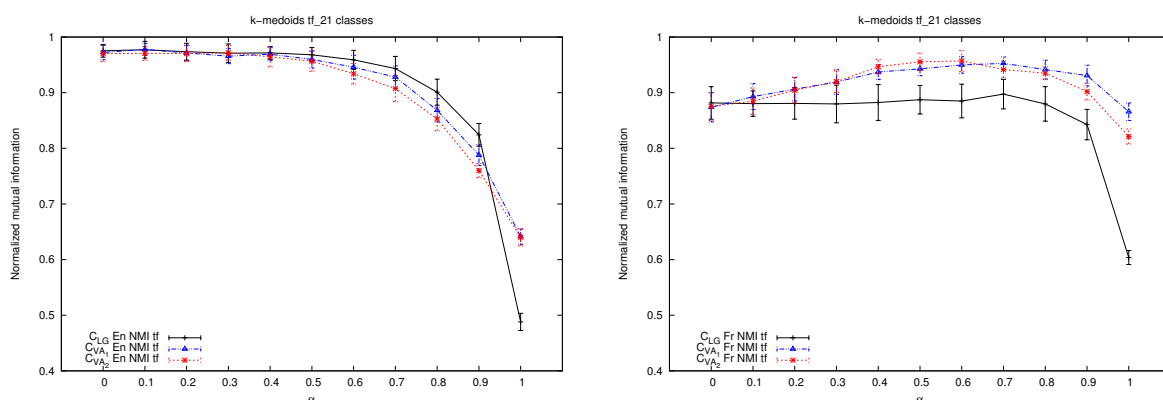 k-medoids tf_21 classes
Normalized mutual information
1
0.9
0.8
0.7
0.6
0.5
0.4
C_LG En NMI tf
C_VA1 En NMI tf
C_VA2 En NMI tf
0 0.1 0.2 0.3 0.4 0.5 0.6 0.7 0.8 0.9 1
k-medoids tf_21 classes
Normalized mutual information
1
0.9
0.8
0.7
0.6
0.5
0.4
C_LG Fr NMI tf
C_VA1 Fr NMI tf
C_VA2 Fr NMI tf
0 0.1 0.2 0.3 0.4 0.5 0.6 0.7 0.8 0.9 1